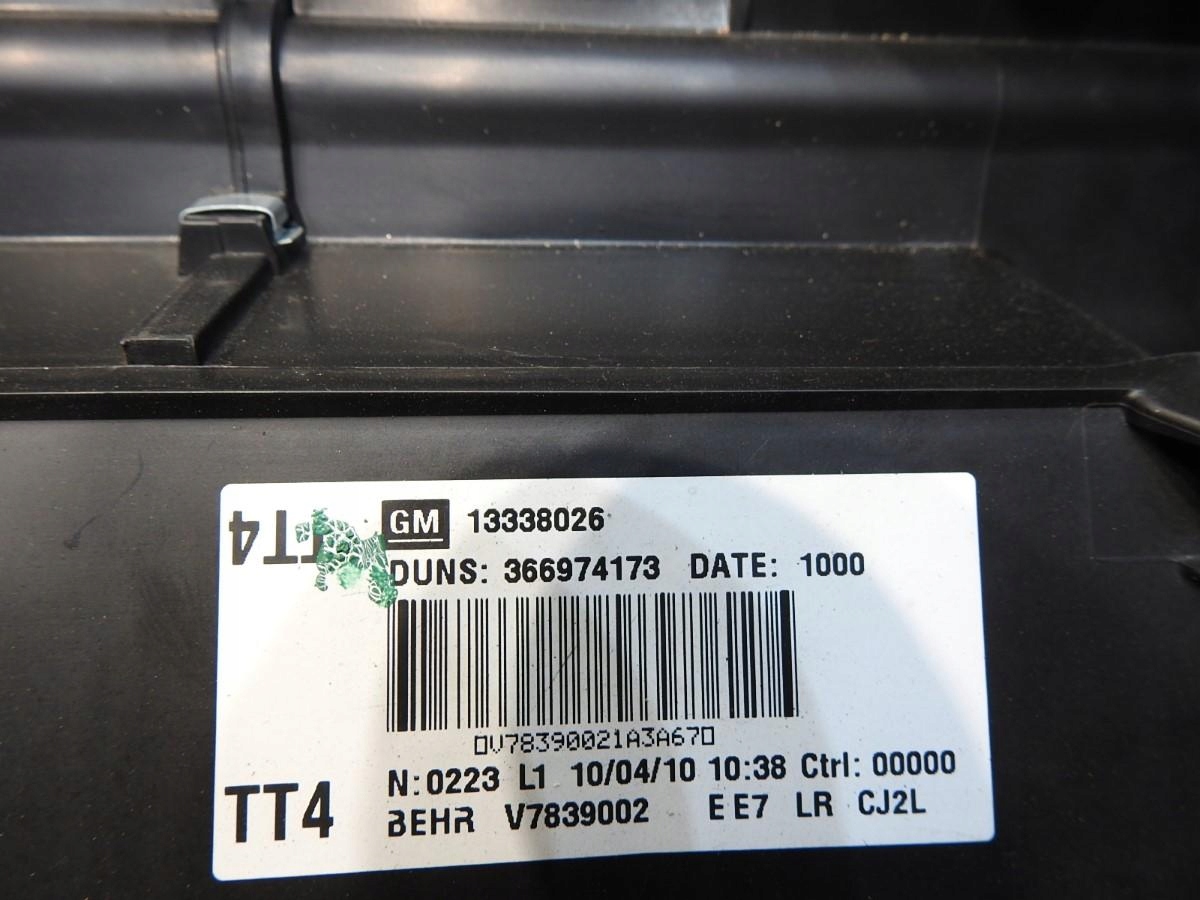 TT4
GM 13338026
DUNS: 366974173 DATE: 1000
V78390021A3A67
N:0223 L1 10/04/10 10:38 Ctrl: 00000
TT4
BEHR V7839002 E E7 LR CJ2L